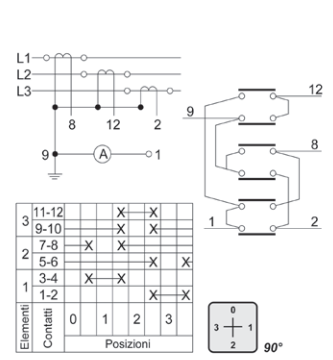 L1
L2
L3
8 12 2
9 A 1
12
9
8
1 2
3 11-12 X X
9-10 X X
2 7-8 X X
5-6 X X
1 3-4 X X
1-2 X X
Elementi Contatti 0 1 2 3
Posizioni
0
3 1
2
90°